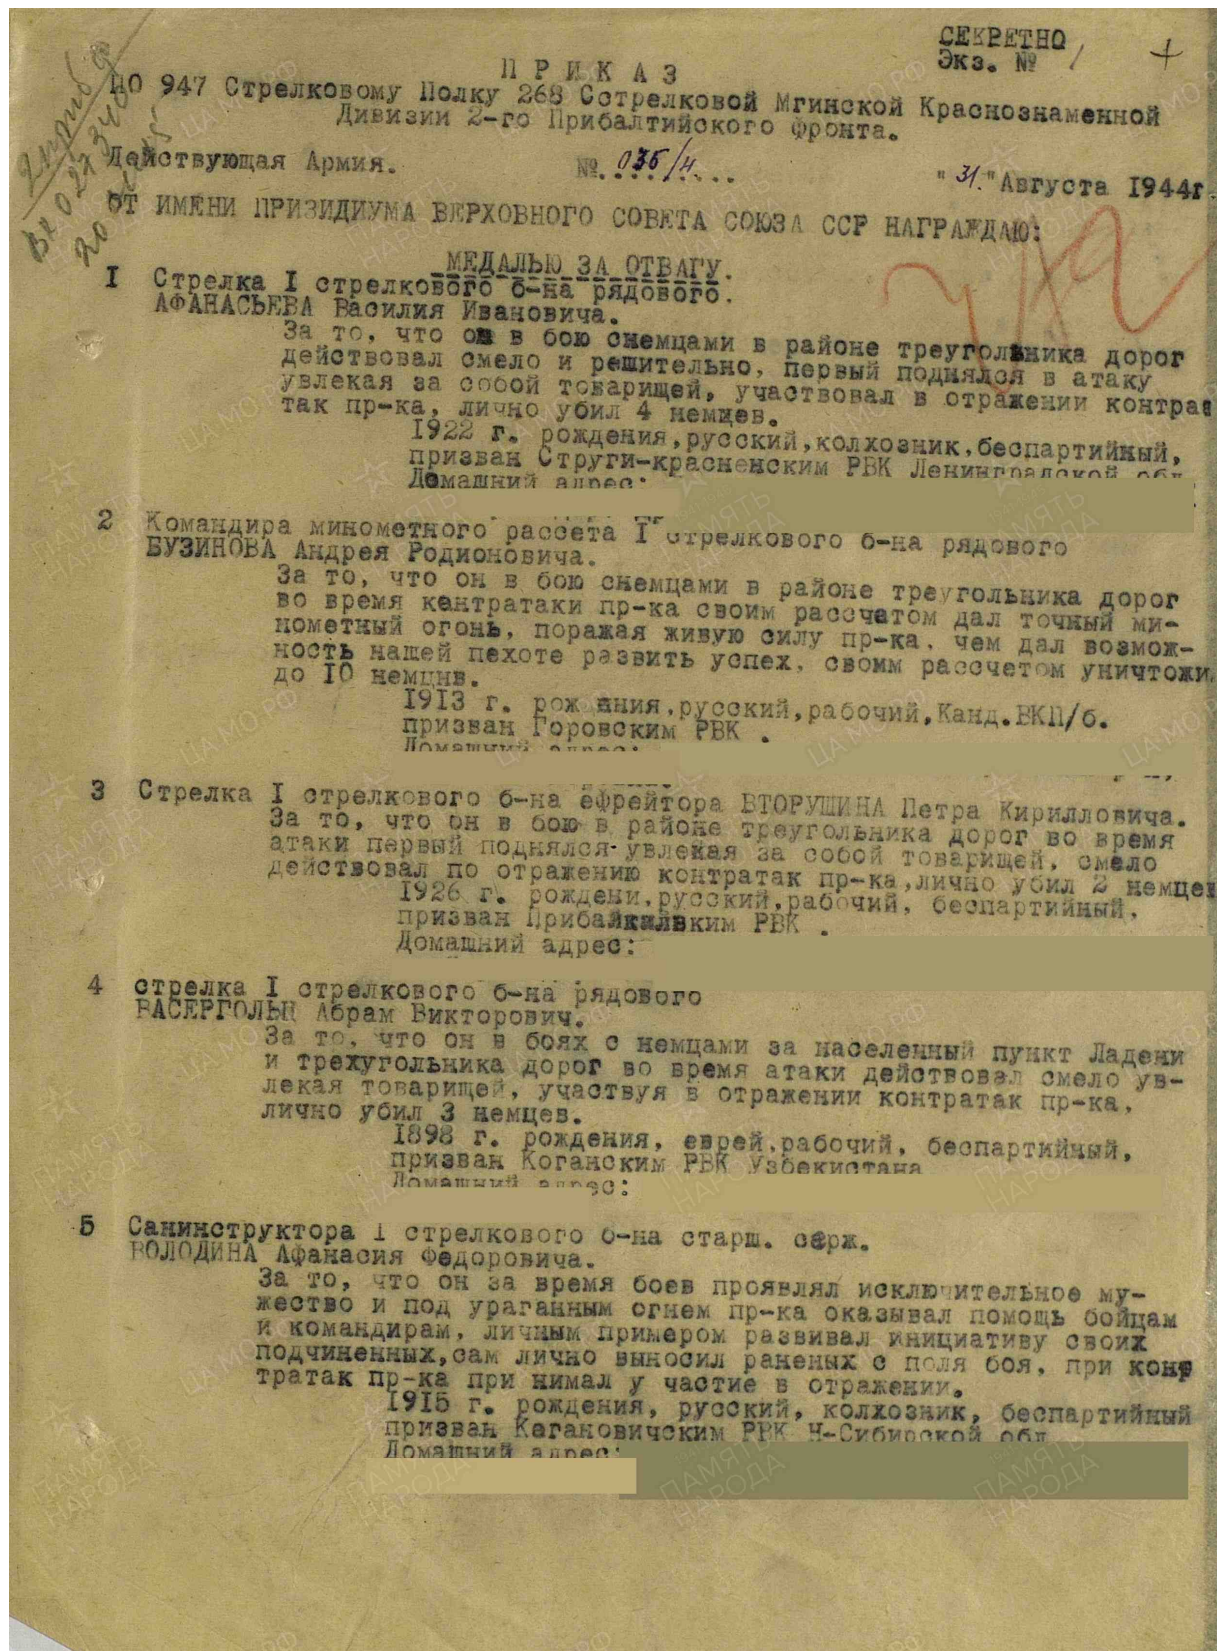 СЕКРЕТНО
Экз. №
П Р И К А З
ПО 947 Стрелковому Полку 268 Сстрелковой Мгинской Краснознаменной
Дивизии 2-го Прибалтийского фронта.
Действующая Армия. №. 036/н "31." Августа 1944г.
ОТ ИМЕНИ ПРИЗИДИУМА ВЕРХОВНОГО СОВЕТА СОЮЗА ССР НАГРАЖДАЮ:
МЕДАЛЬЮ ЗА ОТВАГУ.
I Стрелка I стрелкового б-на рядового.
АФАНАСЬЕВА Василия Ивановича.
За то, что он в бою снемцами в районе треугольника дорог
действовал смело и решительно, первый поднялся в атаку
увлекая за собой товарищей, участвовал в отражении контра
так пр-ка, лично убил 4 немцев.
1922 г. рождения,русский,колхозник,беспартийный,
призван Струги-красненским РВК Ленинградской обл
Домашний адрес:
2 Командира минометного рассета I стрелкового б-на рядового
БУЗИНОВА Андрея Родионовича.
За то, что он в бою снемцами в районе треугольника дорог
во время кентратаки пр-ка своим рассчетом дал точный ми-
нометный огонь, поражая живую силу пр-ка, чем дал возмож-
ность нашей пехоте развить успех, своим рассчетом уничтожи
до 10 немцнв.
1913 г. рож ения,русский,рабочий,Канд.ВКП/б.
призван Горовским РВК .
Домашний адрес:
3 Стрелка I стрелкового б-на ефрейтора ВТОРУШИНА Петра Кирилловича.
За то, что он в бою в районе треугольника дорог во время
атаки первый поднялся увлекая за собой товарищей, смело
действовал по отражению контратак пр-ка,лично убил 2 немцев
1926 г. рождени,русский,рабочий, беспартийный,
призван РВК .
Домашний адрес:
4 стрелка I стрелкового б-на рядового
ВАСЕРГОЛЬЦ Абрам Викторович.
За то, что он в боях с немцами за населенный пункт Ладени
и трехугольника дорог во время атаки действовал смело ув-
лекая товарищей, участвуя в отражении контратак пр-ка,
лично убил 3 немцев.
1898 г. рождения, еврей,рабочий, беспартийный,
призван Коганским РВК Узбекистана
Домашний адрес:
5 Санинструктора I стрелкового б-на старш. серж.
ВОЛОДИНА Афанасия Федоровича.
За то, что он за время боев проявлял исключительное му-
жество и под ураганным огнем пр-ка оказывал помощь бойцам
и командирам, личным примером развивал инициативу своих
подчиненных,сам лично выносил раненых с поля боя, при конт
тратак пр-ка при нимал у частие в отражении.
1915 г. рождения, русский, колхозник, беспартийный
призван Кагановичским РВК Н-Сибирской обл
Домашний адрес: